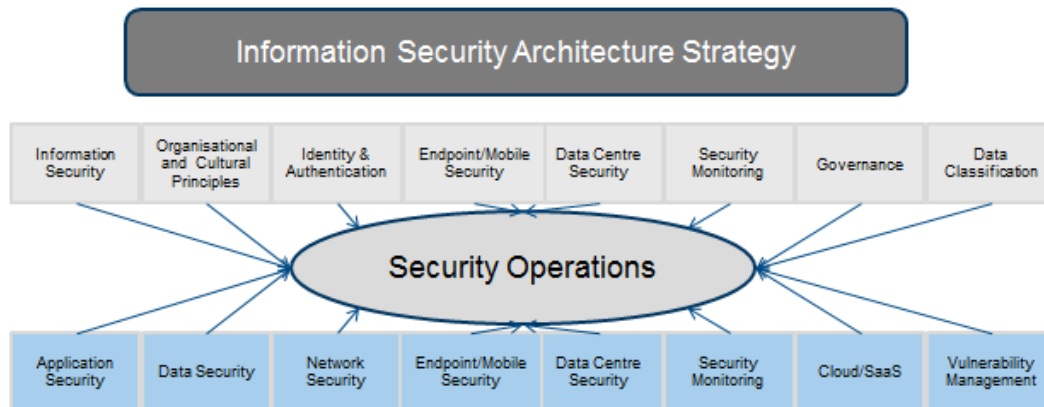 Information Security Architecture Strategy
Information
Security
Organisational
and Cultural
Principles
Identity &
Authentication
Endpoint/Mobile
Security
Data Centre
Security
Security
Monitoring
Governance
Data
Classification
Security Operations
Application
Security
Data Security
Network
Security
Endpoint/Mobile
Security
Data Centre
Security
Security
Monitoring
Cloud/SaaS
Vulnerability
Management